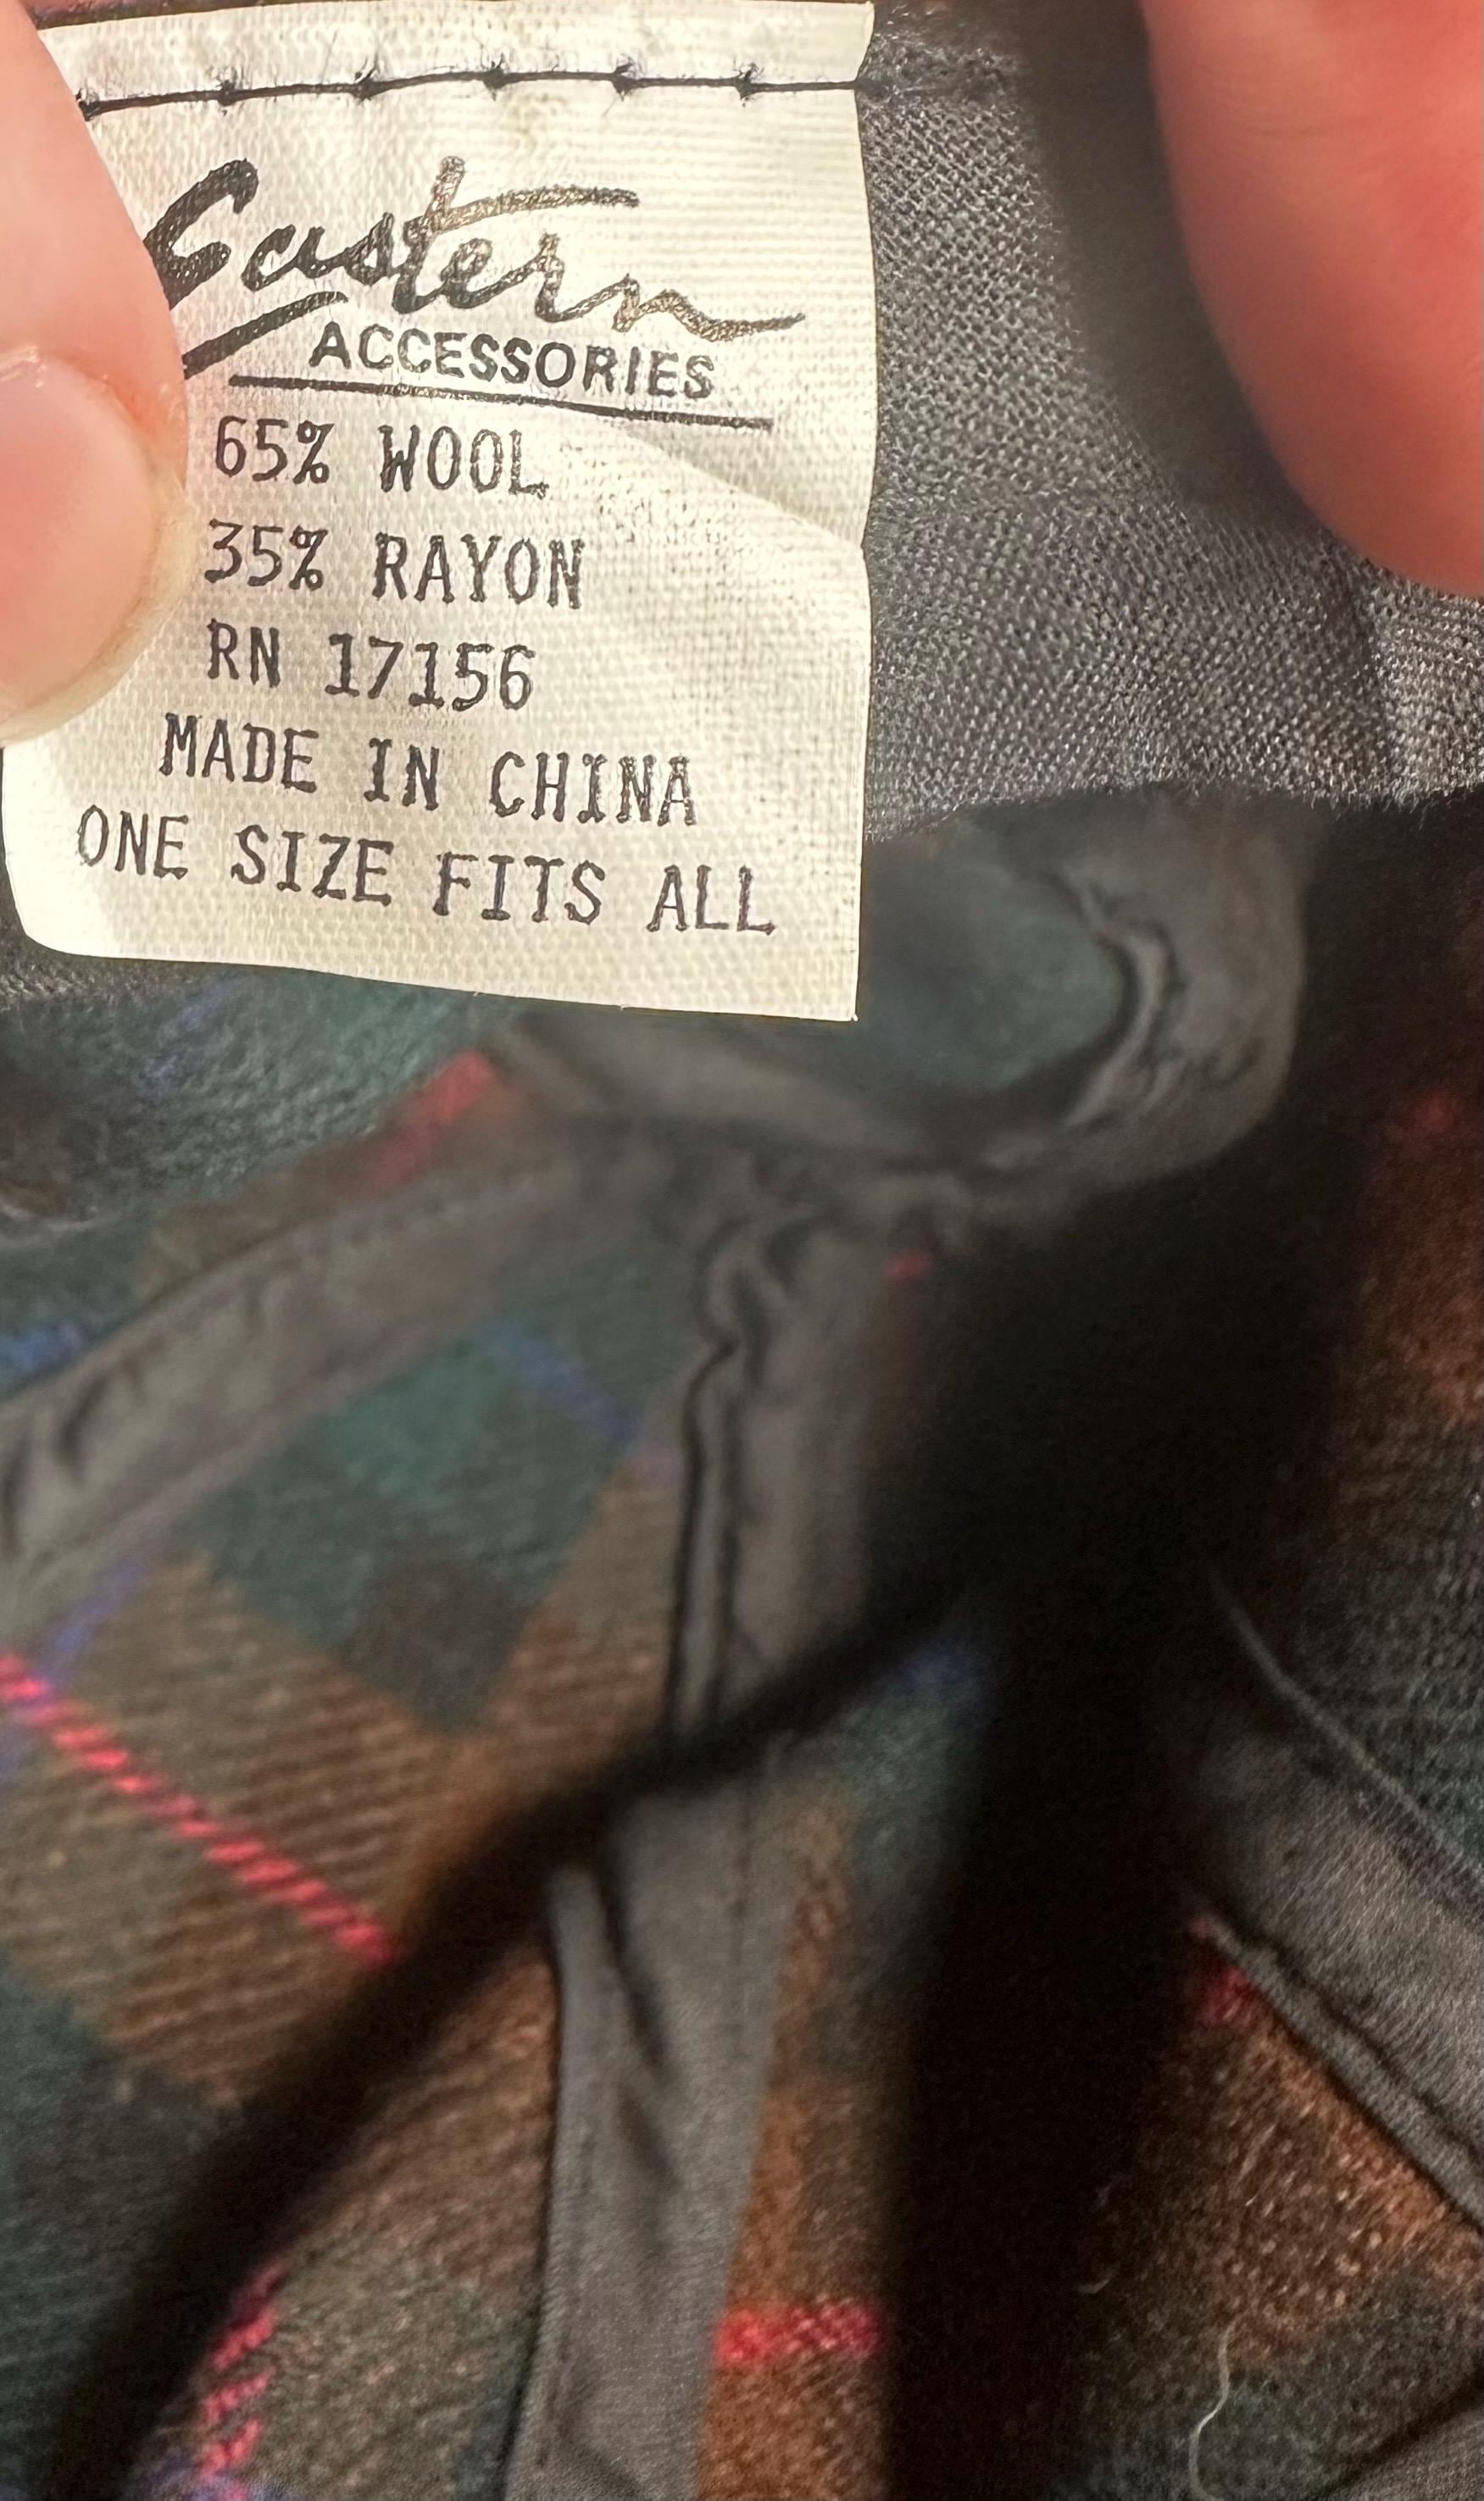 Eastern
ACCESSORIES
65% WOOL
35% RAYON
RN 17156
MADE IN CHINA
ONE SIZE FITS ALL